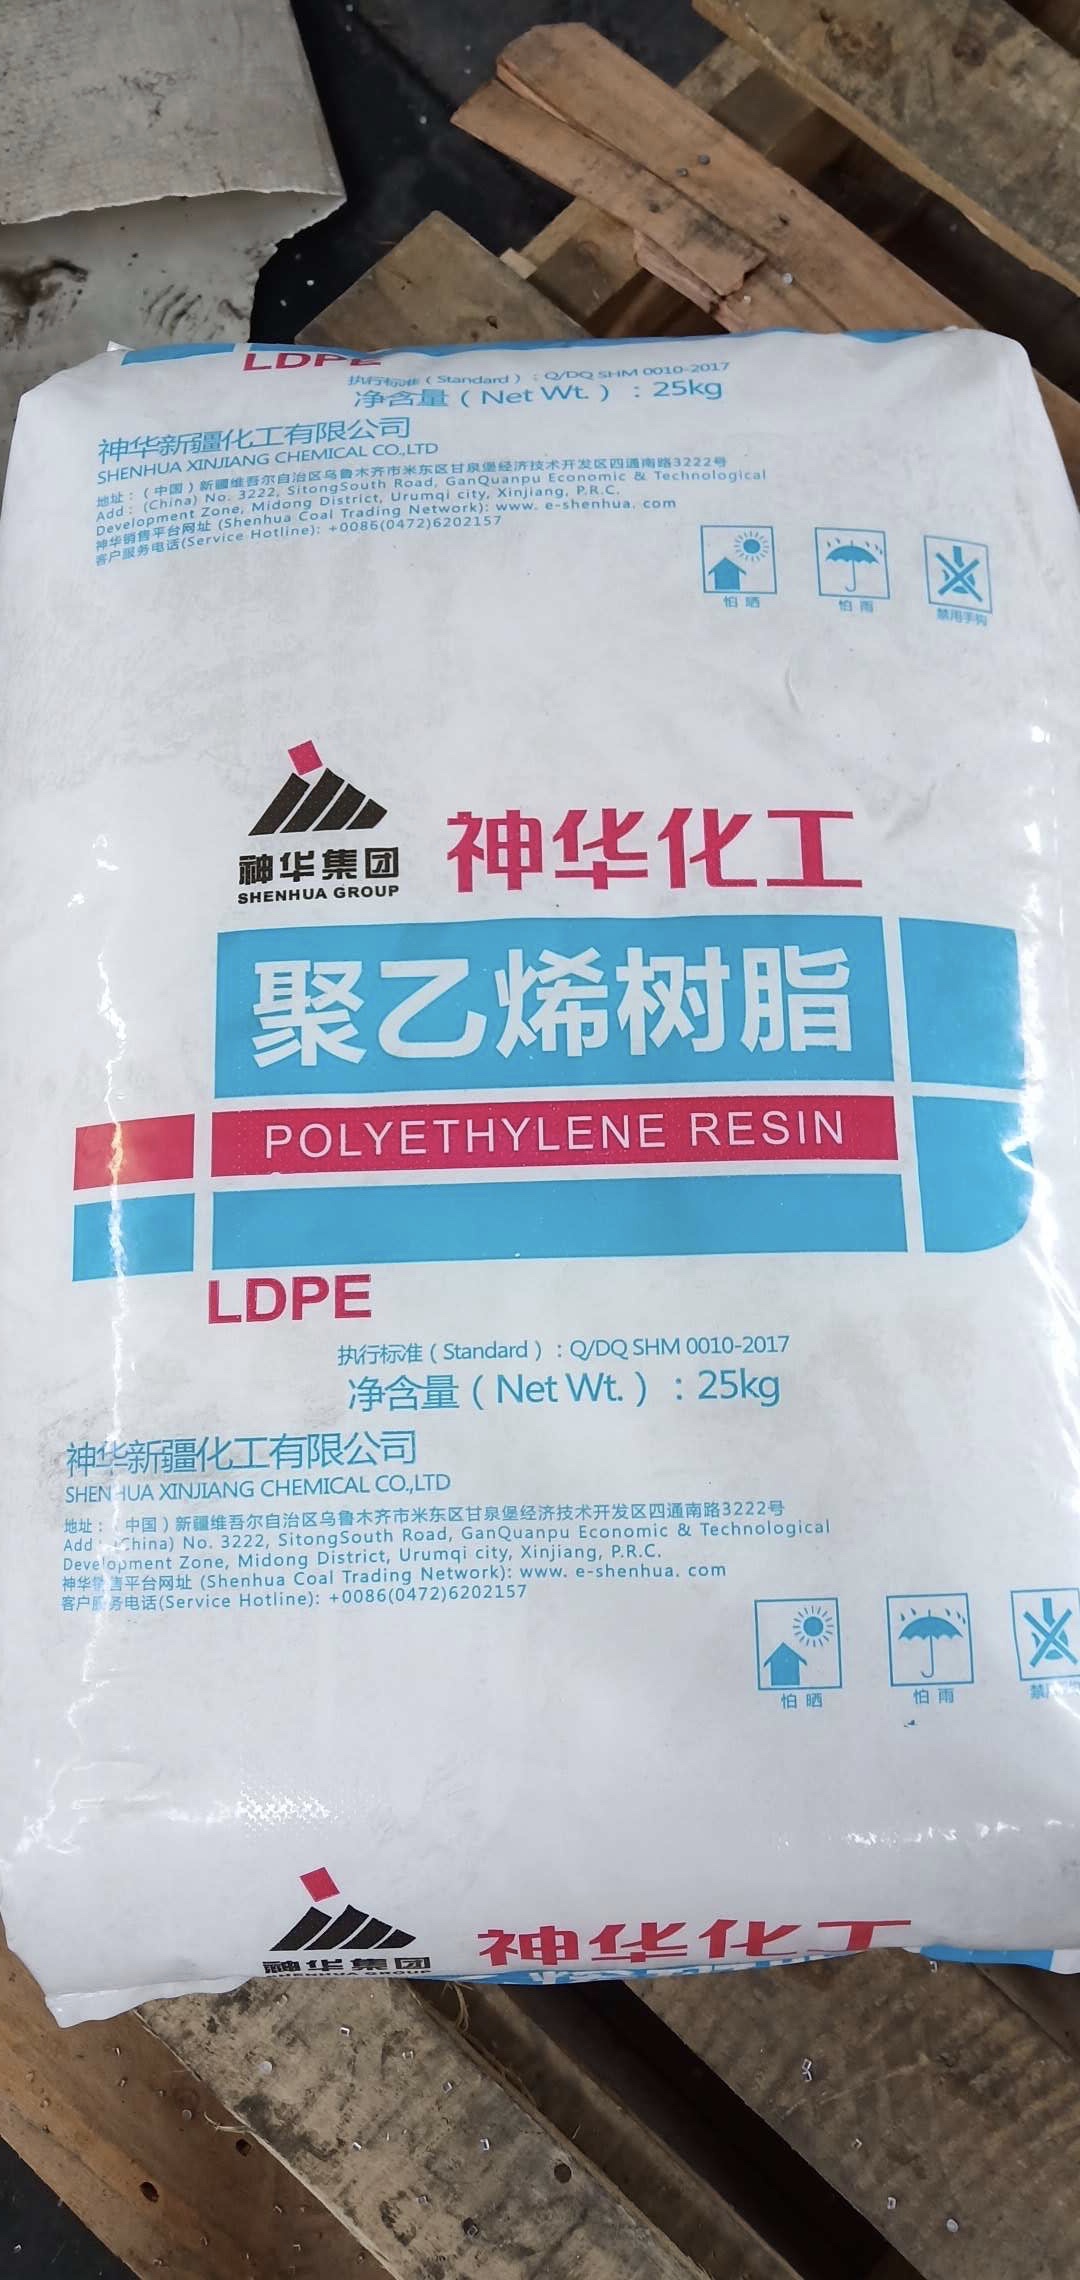 LDPE
执行标准（Standard）：Q/DQ SHM 0010-2017
净含量（Net Wt.）：25kg
神华新疆化工有限公司
SHENHUA XINJIANG CHEMICAL CO.,LTD
地址：（中国）新疆维吾尔自治区乌鲁木齐市米东区甘泉堡经济技术开发区四通南路3222号
Add：(China) No. 3222, SitongSouth Road, GanQuanpu Economic & Technological
Development Zone, Midong District, Urumqi city, Xinjiang, P.R.C.
神华销售平台网址 (Shenhua Coal Trading Network): www. e-shenhua. com
客户服务电话(Service Hotline): +0086(0472)6202157
怕晒 怕雨 禁用手钩
神华集团
SHENHUA GROUP
神华化工
聚乙烯树脂
POLYETHYLENE RESIN
LDPE
执行标准（Standard）：Q/DQ SHM 0010-2017
净含量（Net Wt.）：25kg
神华新疆化工有限公司
SHENHUA XINJIANG CHEMICAL CO.,LTD
地址：（中国）新疆维吾尔自治区乌鲁木齐市米东区甘泉堡经济技术开发区四通南路3222号
Add：(China) No. 3222, SitongSouth Road, GanQuanpu Economic & Technological
Development Zone, Midong District, Urumqi city, Xinjiang, P.R.C.
神华销售平台网址 (Shenhua Coal Trading Network): www. e-shenhua. com
客户服务电话(Service Hotline): +0086(0472)6202157
怕晒 怕雨 禁
神华集团
SHENHUA GROUP
神华化工